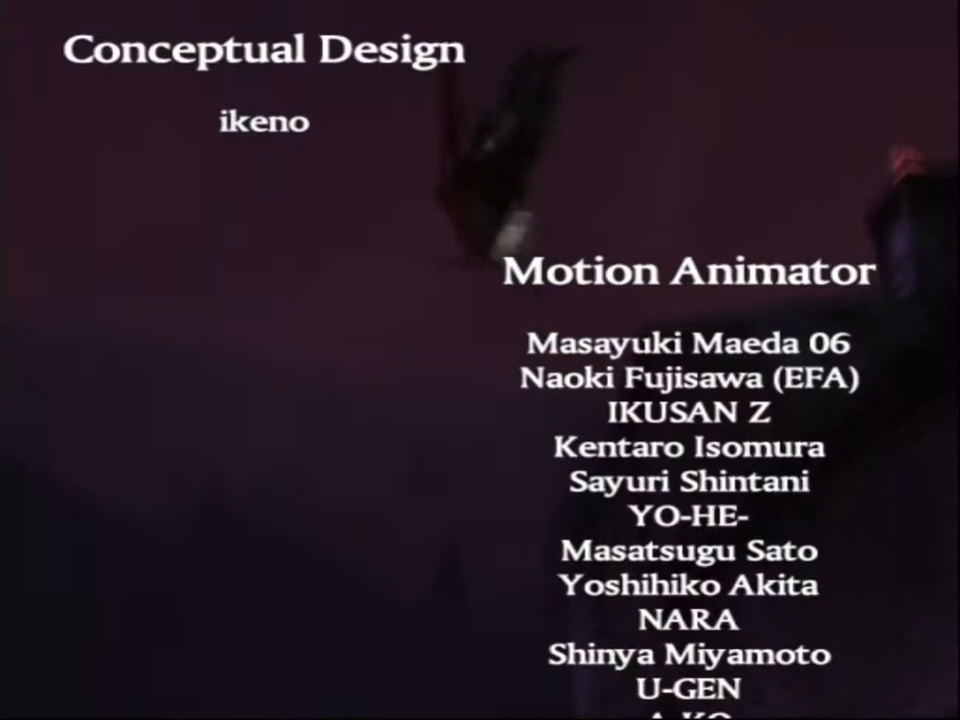 Conceptual Design
ikeno
Motion Animator
Masayuki Maeda 06
Naoki Fujisawa (EFA)
IKUSAN Z
Kentaro Isomura
Sayuri Shintani
YO-HE-
Masatsugu Sato
Yoshihiko Akita
NARA
Shinya Miyamoto
U-GEN